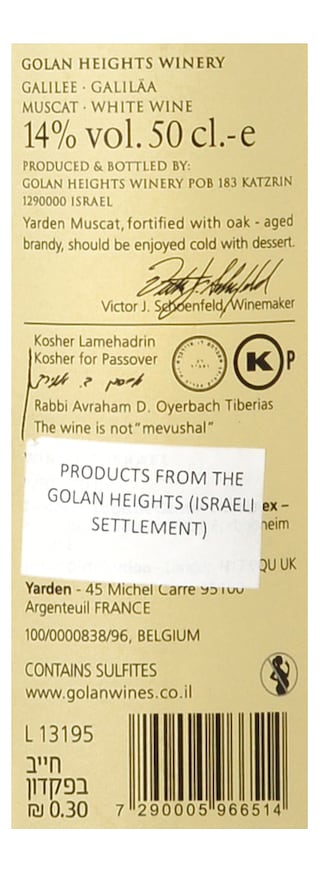 GOLAN HEIGHTS WINERY
GALILEE · GALILÄA
MUSCAT · WHITE WINE
14% vol. 50 cl.-e
PRODUCED & BOTTLED BY:
GOLAN HEIGHTS WINERY POB 183 KATZRIN
1290000 ISRAEL
Yarden Muscat, fortified with oak - aged
brandy, should be enjoyed cold with dessert.
Victor J. Schoenfeld, Winemaker
Kosher Lamehadrin
Kosher for Passover
K P
Rabbi Avraham D. Oyerbach Tiberias
The wine is not "mevushal"
PRODUCTS FROM THE
GOLAN HEIGHTS (ISRAELI
SETTLEMENT)
ex –
heim
QU UK
Yarden - 45 Michel Carre 95100
Argenteuil FRANCE
100/0000838/96, BELGIUM
CONTAINS SULFITES
www.golanwines.co.il
L 13195
חייב
בפקדון
₪ 0.30
7 290005 966514